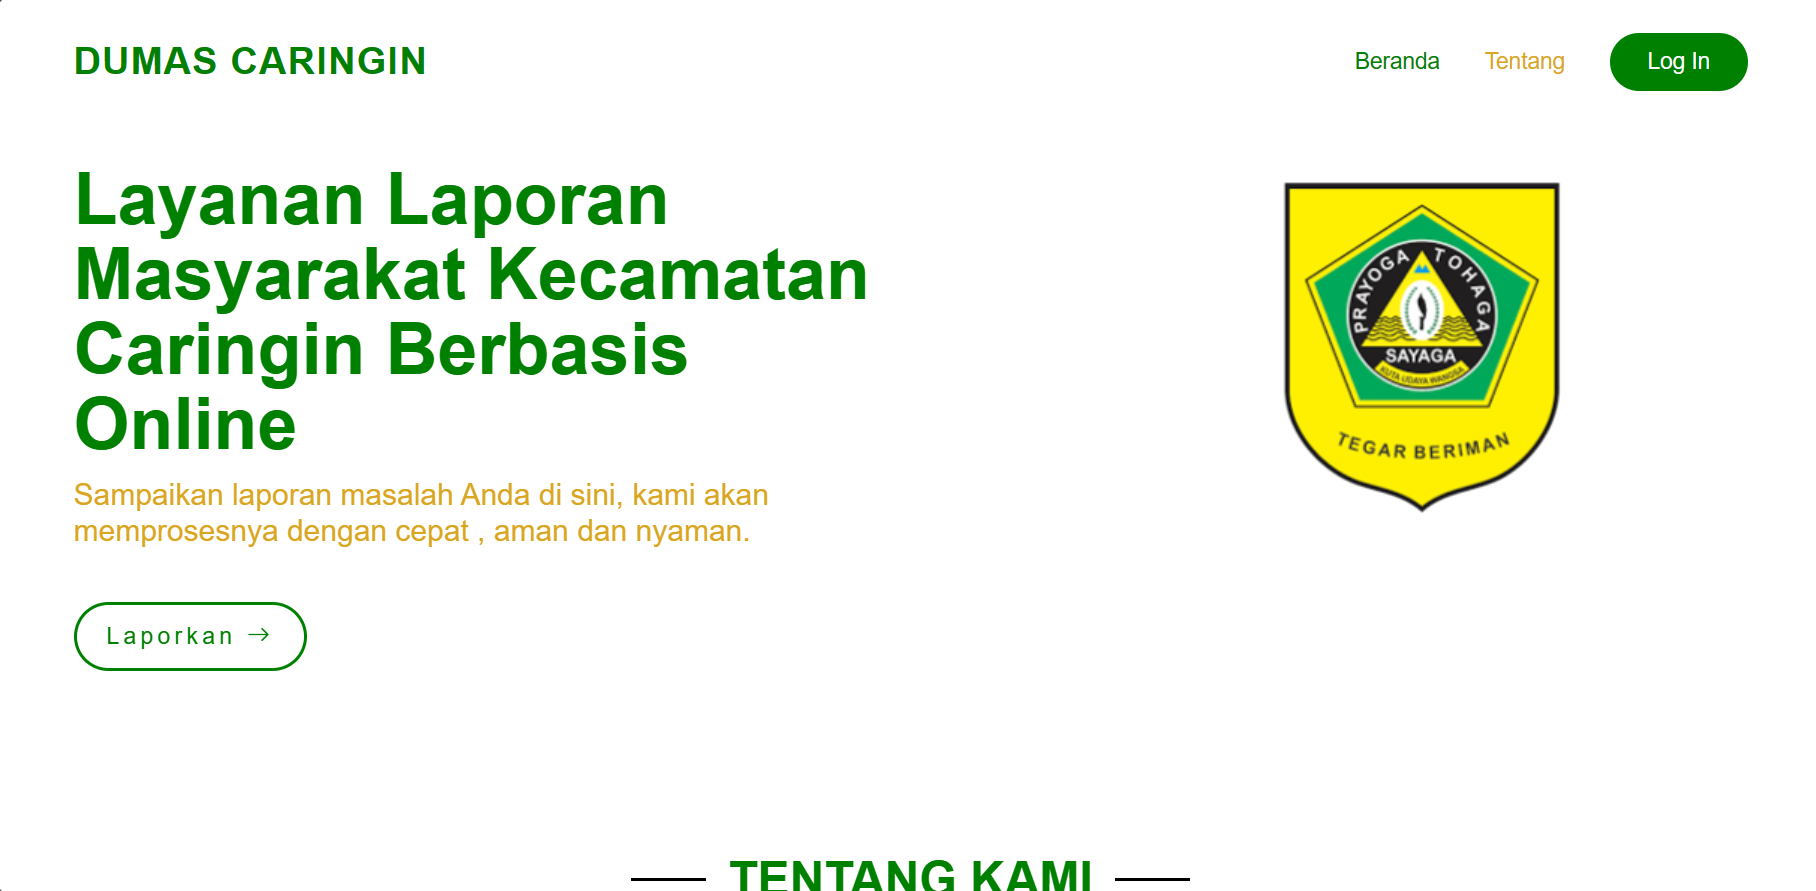 DUMAS CARINGIN
Beranda
Tentang
Log In
Layanan Laporan
Masyarakat Kecamatan
Caringin Berbasis
Online
Sampaikan laporan masalah Anda di sini, kami akan
memprosesnya dengan cepat , aman dan nyaman.
Laporkan →
PRAYOGA TOHAGA
SAYAGA
KUTA UDAYA WANGSA
TEGAR BERIMAN
TENTANG KAMI